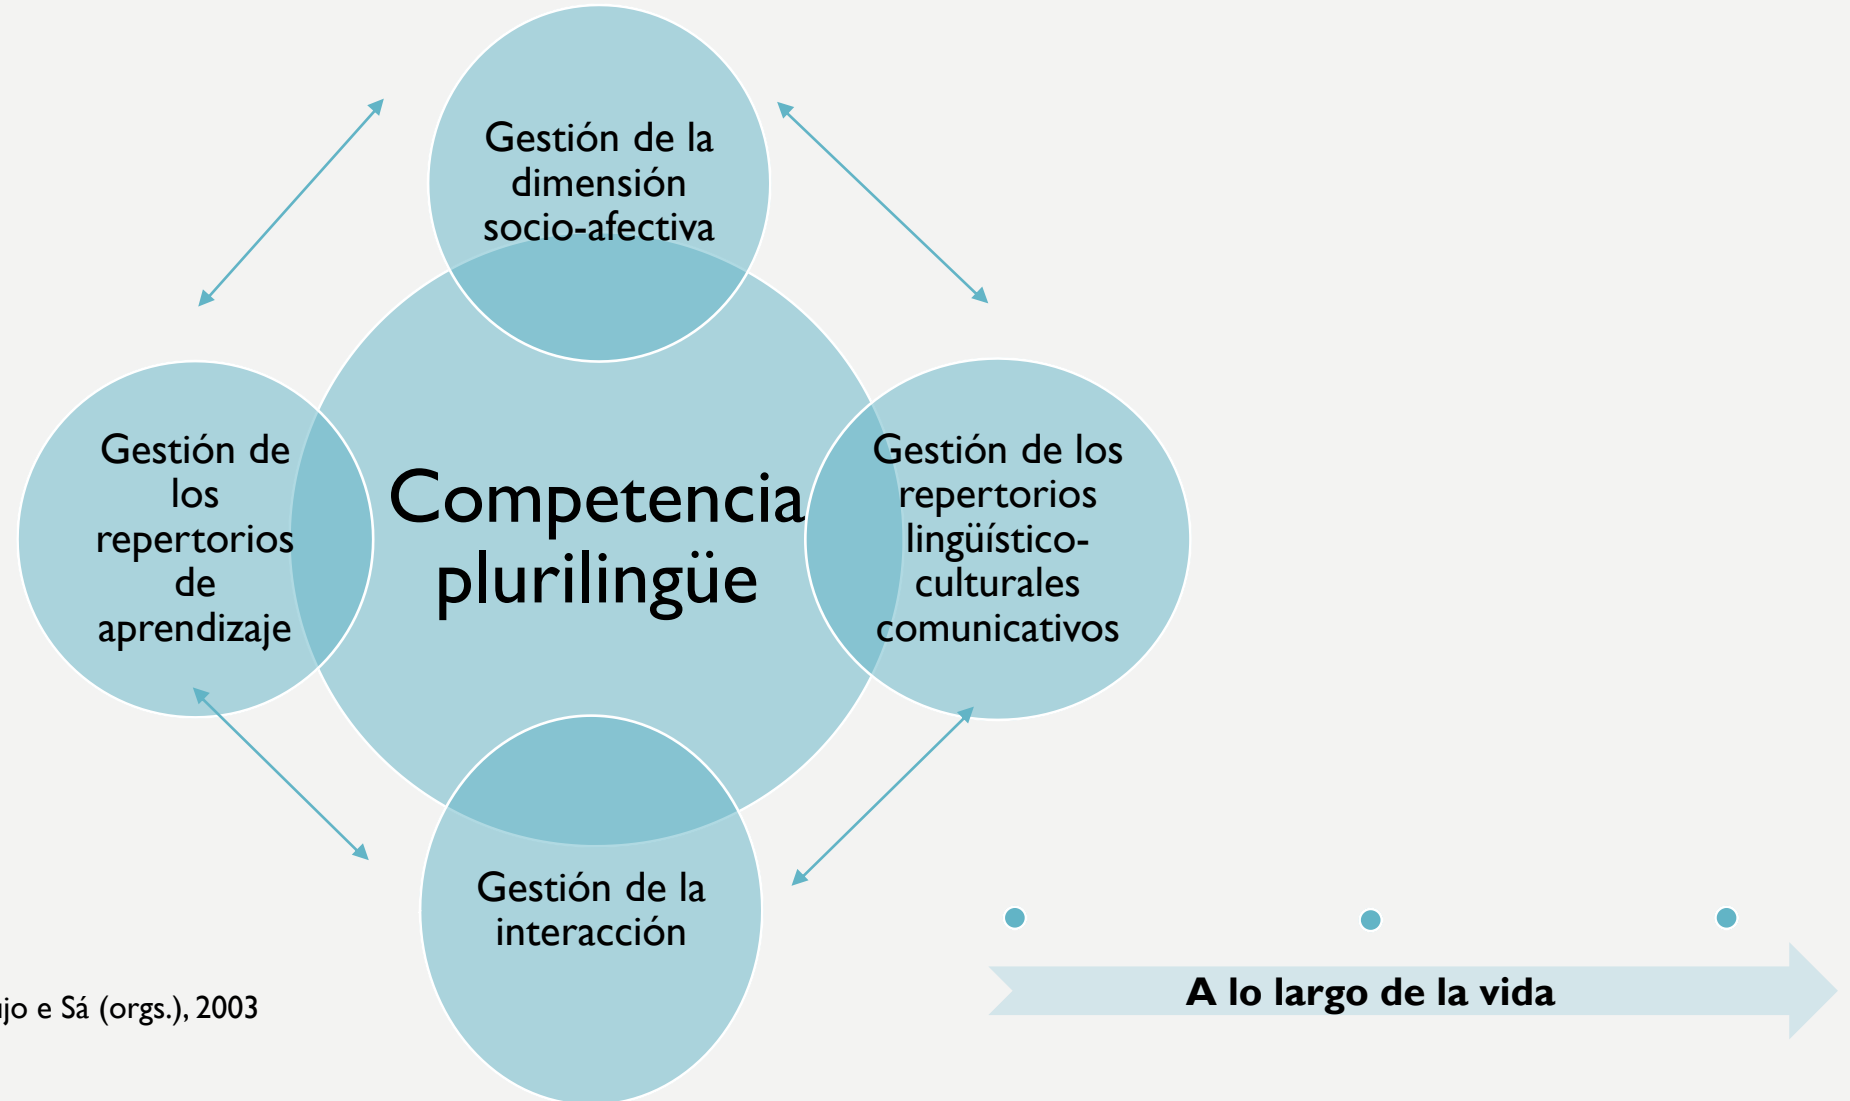 Gestión de la
dimensión
socio-afectiva
Gestión de
los
repertorios
de
aprendizaje
Competencia
plurilingüe
Gestión de los
repertorios
lingüístico-
culturales
comunicativos
Gestión de la
interacción
A lo largo de la vida
e Sá (orgs.), 2003